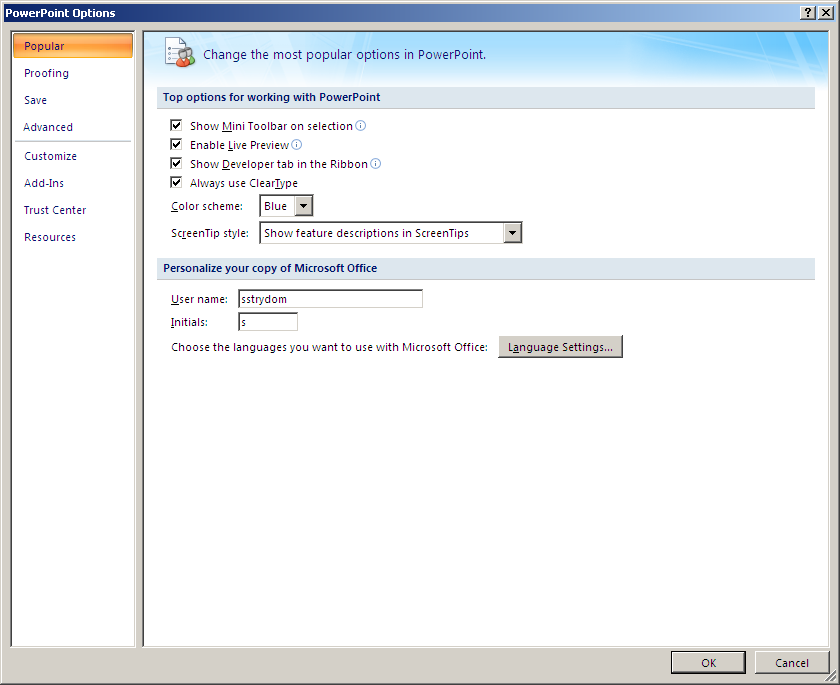 PowerPoint Options
Popular
Proofing
Save
Advanced
Customize
Add-Ins
Trust Center
Resources
Change the most popular options in PowerPoint.
Top options for working with PowerPoint
Show Mini Toolbar on selection
Enable Live Preview
Show Developer tab in the Ribbon
Always use ClearType
Color scheme: Blue
ScreenTip style: Show feature descriptions in ScreenTips
Personalize your copy of Microsoft Office
User name: sstrydom
Initials: s
Choose the languages you want to use with Microsoft Office: Language Settings...
OK Cancel